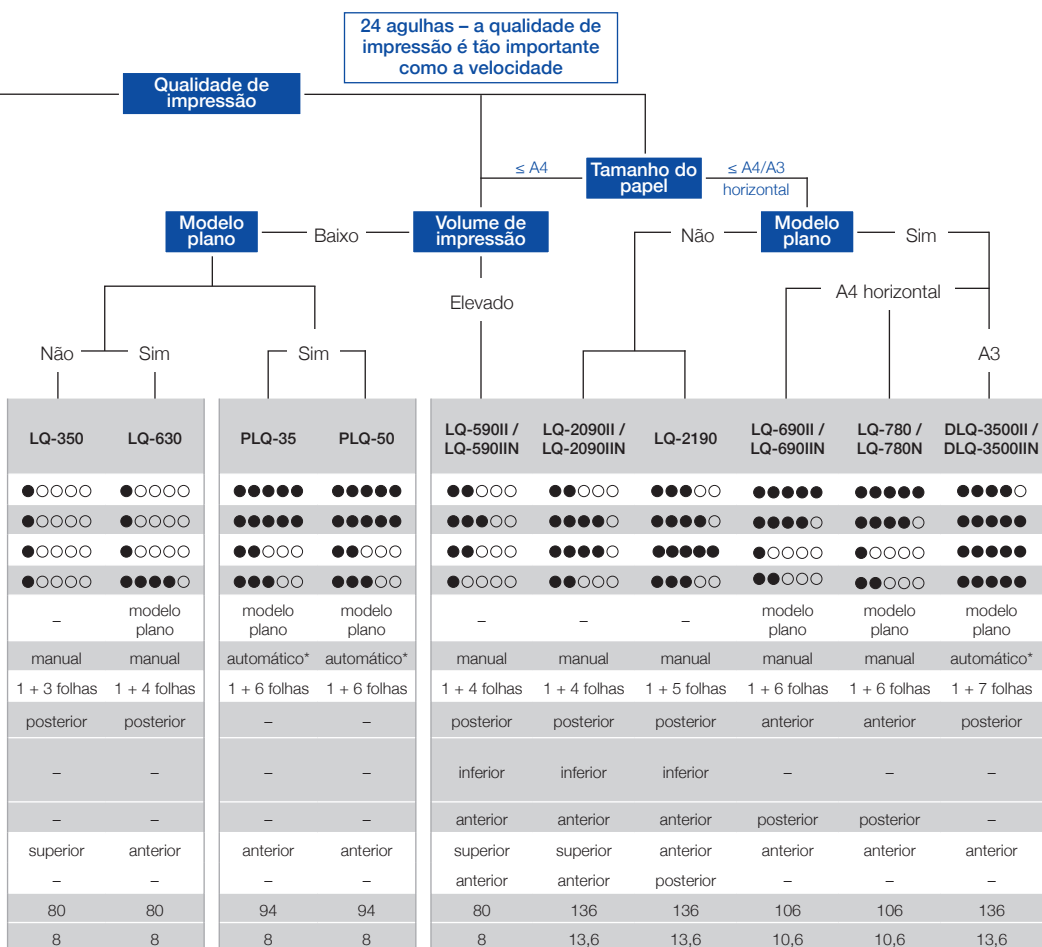 24 agulhas – a qualidade de
impressão é tão importante
como a velocidade
Qualidade de
impressão
≤ A4
Tamanho do
papel
≤ A4/A3
horizontal
Modelo
plano
Baixo
Volume de
impressão
Não
Modelo
plano
Sim
Elevado
A4 horizontal
Não
Sim
Sim
A3
LQ-350
LQ-630
PLQ-35
PLQ-50
LQ-590II /
LQ-590IIN
LQ-2090II /
LQ-2090IIN
LQ-2190
LQ-690II /
LQ-690IIN
LQ-780 /
LQ-780N
DLQ-3500II /
DLQ-3500IIN
●○○○○ ●○○○○ ●●●●● ●●●●● ●●○○○ ●●○○○ ●●●○○ ●●●●● ●●●●● ●●●●○
●○○○○ ●○○○○ ●●●●● ●●●●● ●●●○○ ●●●●○ ●●●●○ ●●●●○ ●●●●○ ●●●●●
●○○○○ ●○○○○ ●●○○○ ●●○○○ ●●○○○ ●●●●○ ●●●●● ●○○○○ ●○○○○ ●●●●●
●○○○○ ●●●●○ ●●●○○ ●●●○○ ●○○○○ ●●○○○ ●●●○○ ●●○○○ ●●○○○ ●●●●●
– modelo plano modelo plano modelo plano – – – modelo plano modelo plano modelo plano
manual manual automático* automático* manual manual manual manual manual automático*
1 + 3 folhas 1 + 4 folhas 1 + 6 folhas 1 + 6 folhas 1 + 4 folhas 1 + 4 folhas 1 + 5 folhas 1 + 6 folhas 1 + 6 folhas 1 + 7 folhas
posterior posterior – – posterior posterior posterior anterior anterior posterior
– – – – inferior inferior inferior – – –
– – – – anterior anterior anterior posterior posterior –
superior anterior anterior anterior superior superior anterior anterior anterior anterior
– – – – anterior anterior posterior – – –
80 80 94 94 80 136 136 106 106 136
8 8 8 8 8 13,6 13,6 10,6 10,6 13,6